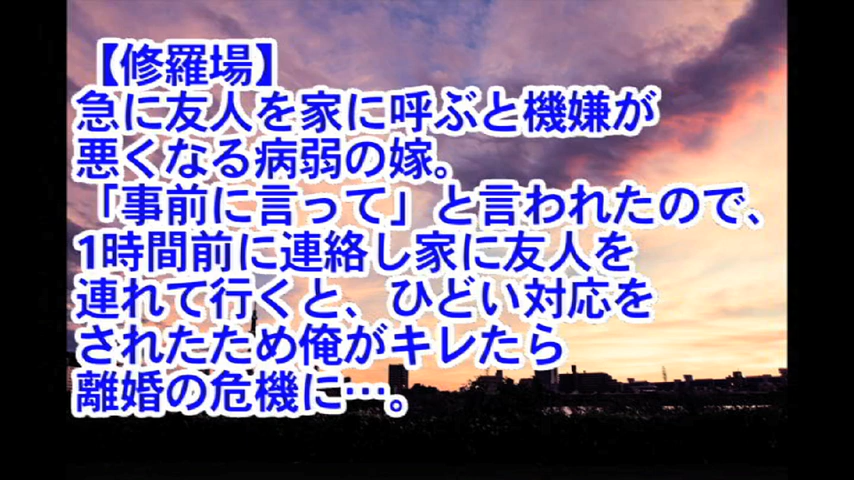 【修羅場】
急に友人を家に呼ぶと機嫌が
悪くなる病弱の嫁。
「事前に言って」と言われたので、
1時間前に連絡し家に友人を
連れて行くと、ひどい対応を
されたため俺がキレたら
離婚の危機に…。